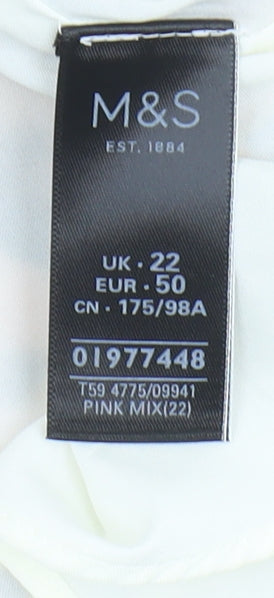 M&S
EST. 1884
UK · 22
EUR · 50
CN · 175/98A
01977448
T59 4775/09941
PINK MIX(22)